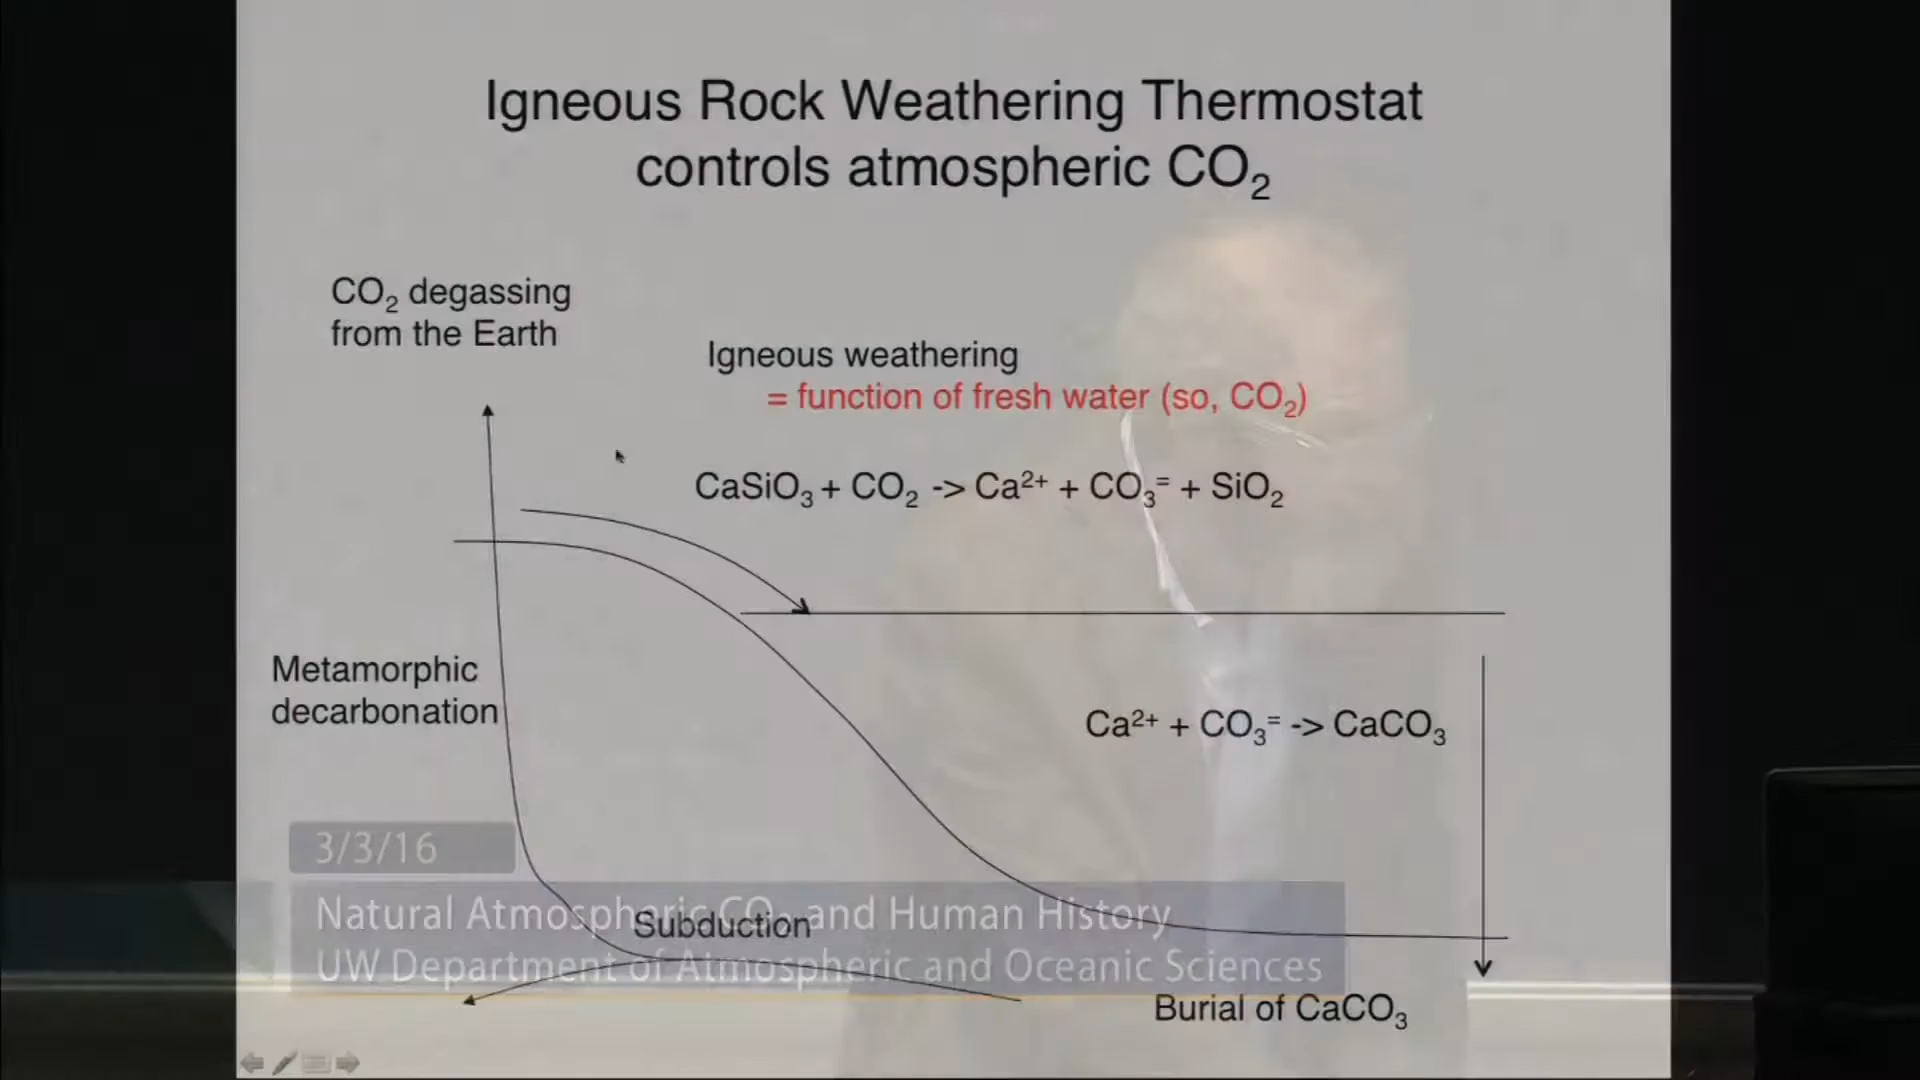 Igneous Rock Weathering Thermostat
controls atmospheric CO₂
CO₂ degassing
from the Earth
Igneous weathering
= function of fresh water (so, CO₂)
CaSiO₃ + CO₂ -> Ca²⁺ + CO₃⁼ + SiO₂
Metamorphic
decarbonation
Ca²⁺ + CO₃⁼ -> CaCO₃
3/3/16
Natural Atmospheric CO₂ and Human History
Subduction
UW Department of Atmospheric and Oceanic Sciences
Burial of CaCO₃